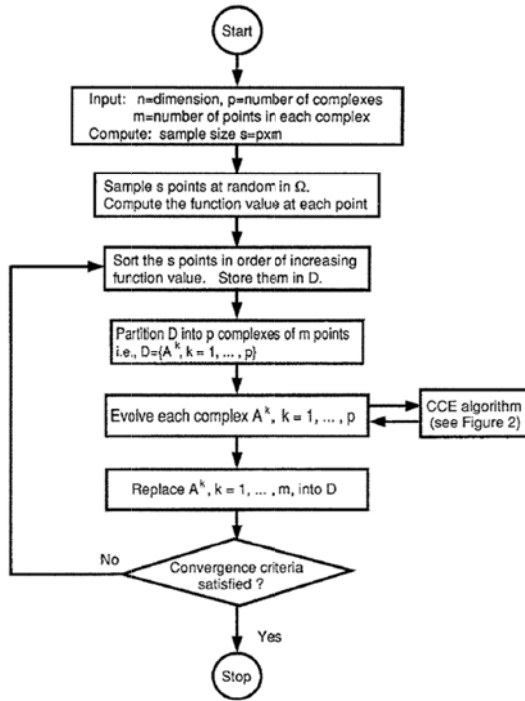 Start
Input: n=dimension, p=number of complexes
m=number of points in each complex
Compute: sample size s=pxm
Sample s points at random in Ω.
Compute the function value at each point
Sort the s points in order of increasing
function value. Store them in D.
Partition D into p complexes of m points
i.e., D={Aᵏ, k = 1, ... , p}
Evolve each complex Aᵏ, k = 1, ... , p
CCE algorithm
(see Figure 2)
Replace Aᵏ, k = 1, ... , m, into D
No
Convergence criteria
satisfied ?
Yes
Stop